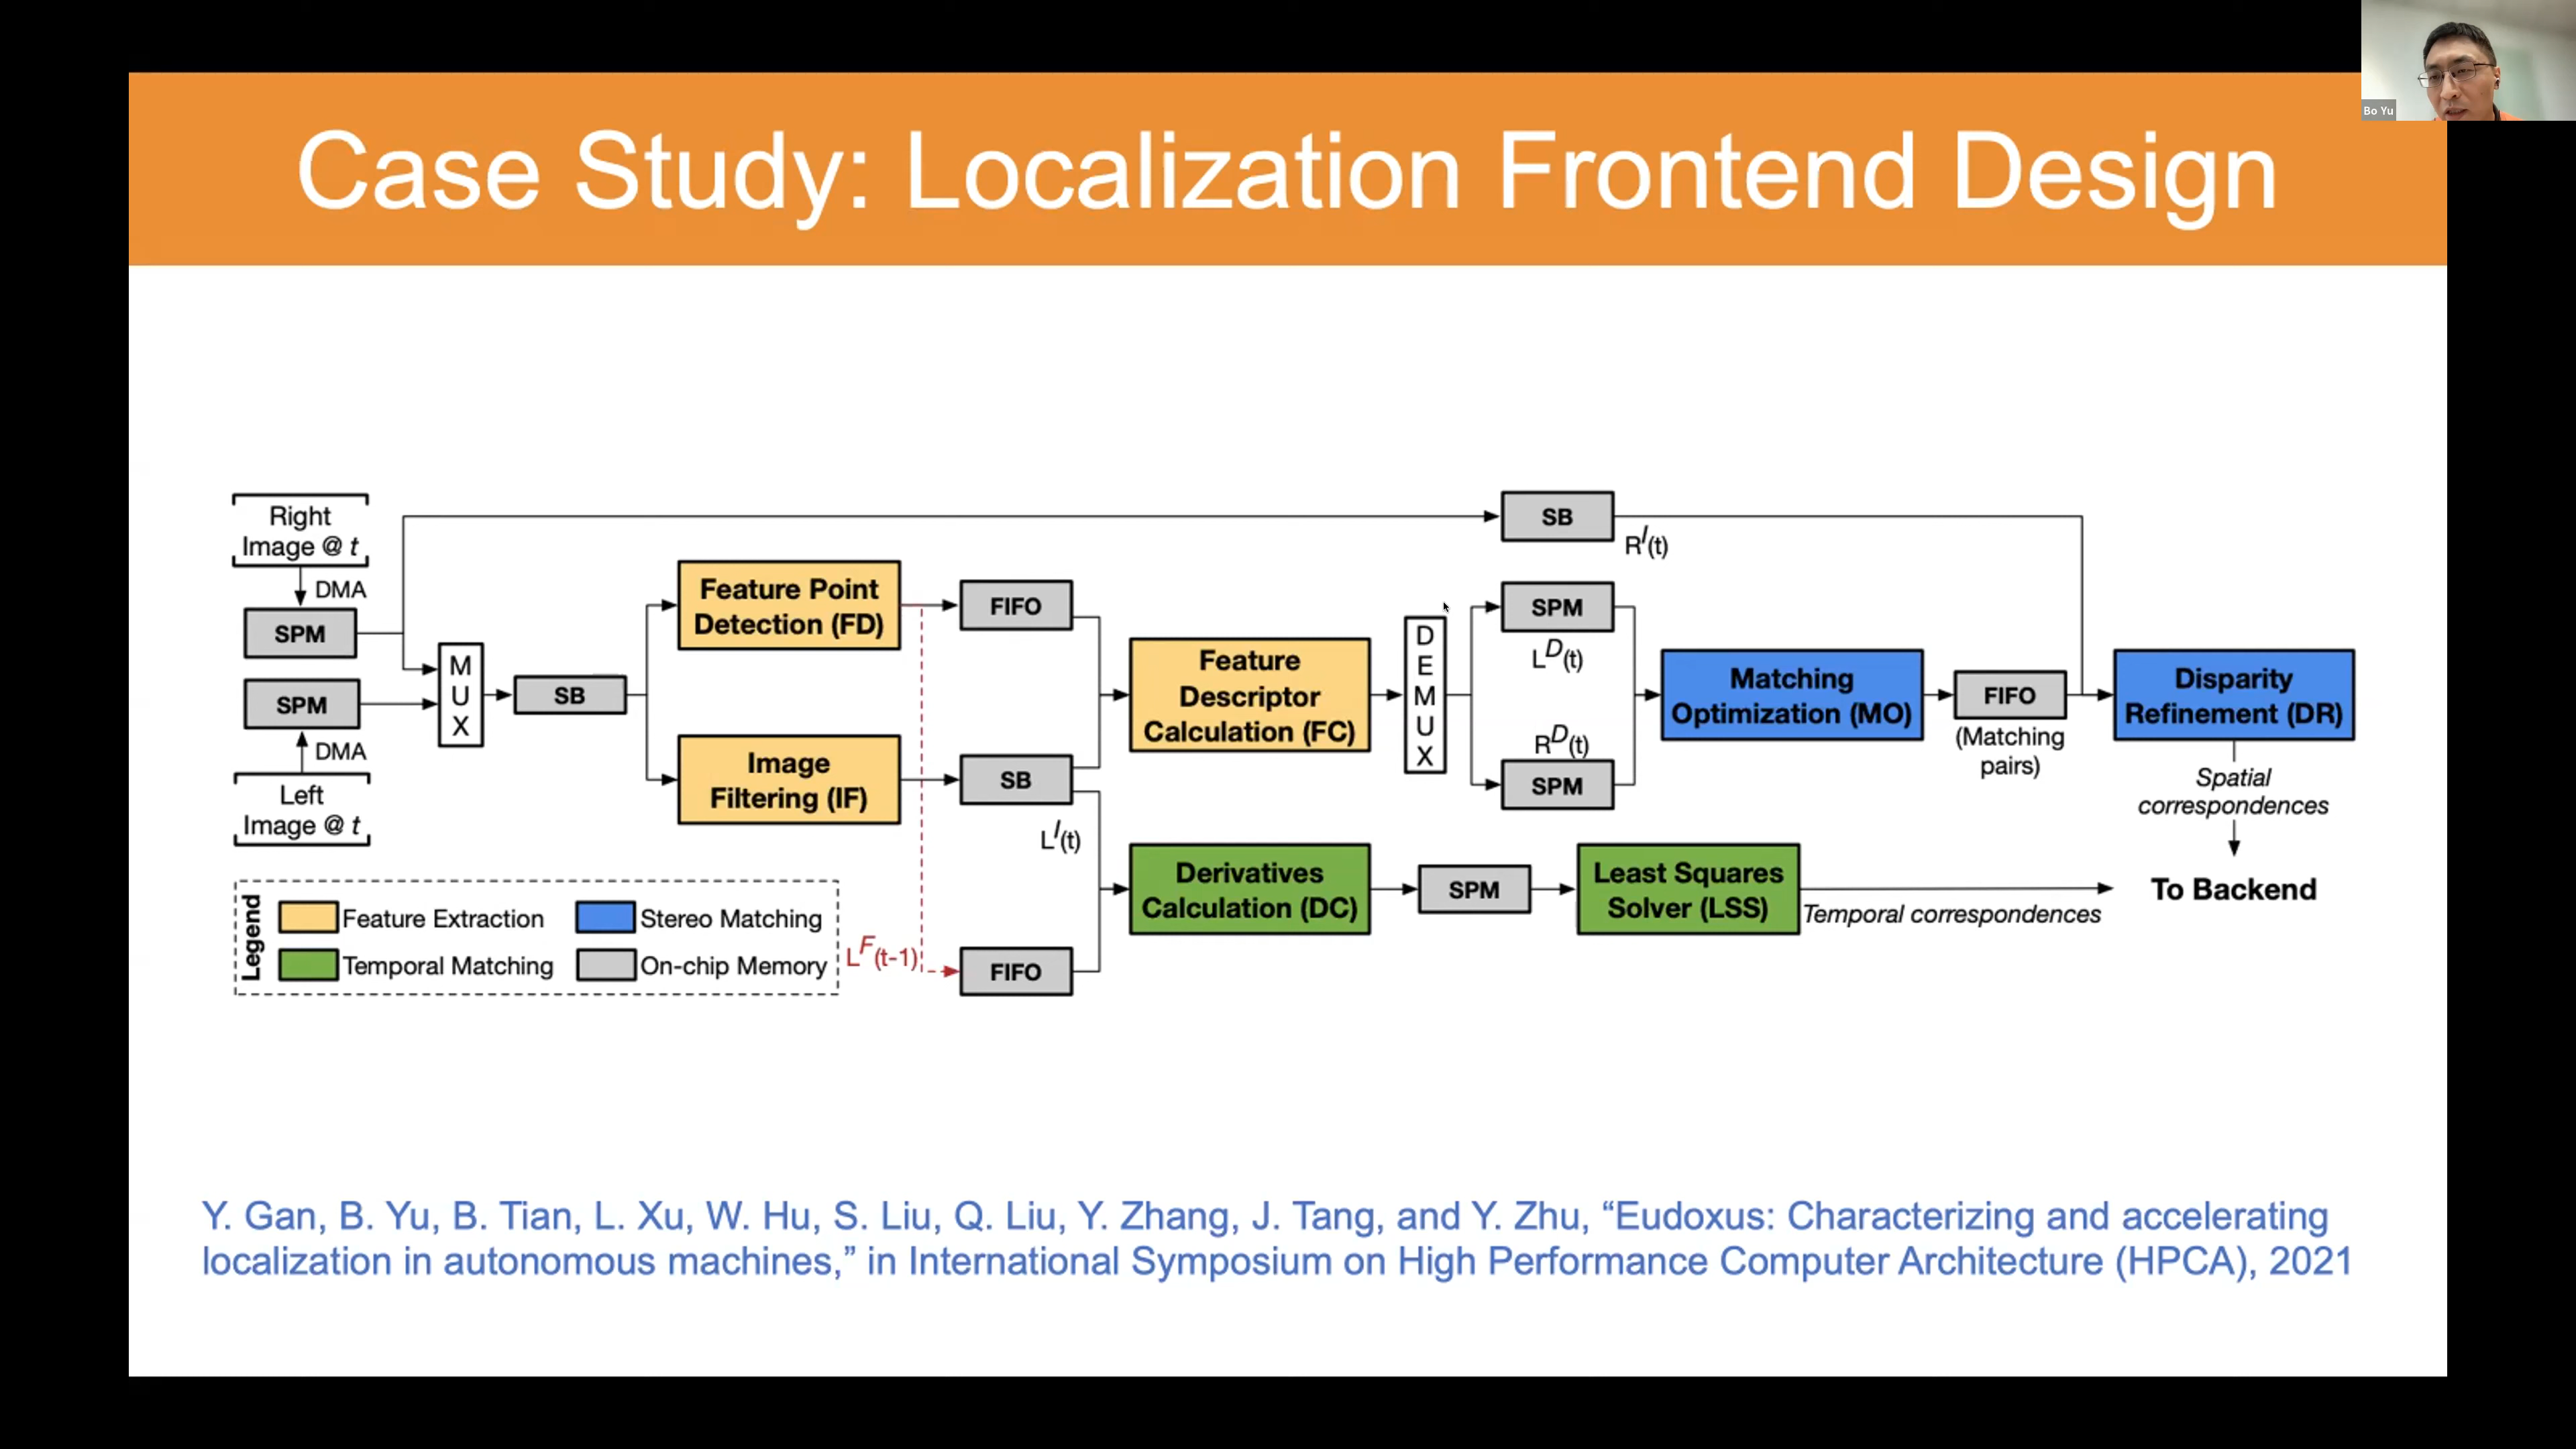 Bo Yu
Case Study: Localization Frontend Design
Right
Image @ t
DMA
SPM
SPM
DMA
Left
Image @ t
M
U
X
SB
Feature Point
Detection (FD)
Image
Filtering (IF)
FIFO
SB
L^I(t)
L^F(t-1)
FIFO
Feature
Descriptor
Calculation (FC)
Derivatives
Calculation (DC)
D
E
M
U
X
SB
R^I(t)
SPM
L^D(t)
R^D(t)
SPM
SPM
Matching
Optimization (MO)
Least Squares
Solver (LSS)
FIFO
(Matching
pairs)
Disparity
Refinement (DR)
Spatial
correspondences
To Backend
Temporal correspondences
Legend
Feature Extraction
Stereo Matching
Temporal Matching
On-chip Memory
Y. Gan, B. Yu, B. Tian, L. Xu, W. Hu, S. Liu, Q. Liu, Y. Zhang, J. Tang, and Y. Zhu, “Eudoxus: Characterizing and accelerating
localization in autonomous machines,” in International Symposium on High Performance Computer Architecture (HPCA), 2021